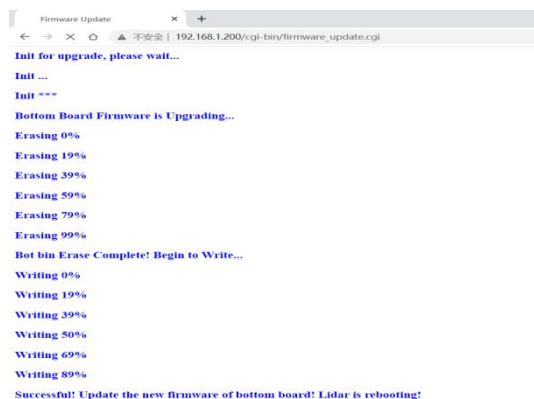 Firmware Update
不安全 | 192.168.1.200/cgi-bin/firmware_update.cgi
Init for upgrade, please wait...
Init ...
Init ***
Bottom Board Firmware is Upgrading...
Erasing 0%
Erasing 19%
Erasing 39%
Erasing 59%
Erasing 79%
Erasing 99%
Bot bin Erase Complete! Begin to Write...
Writing 0%
Writing 19%
Writing 39%
Writing 50%
Writing 69%
Writing 89%
Successful! Update the new firmware of bottom board! Lidar is rebooting!